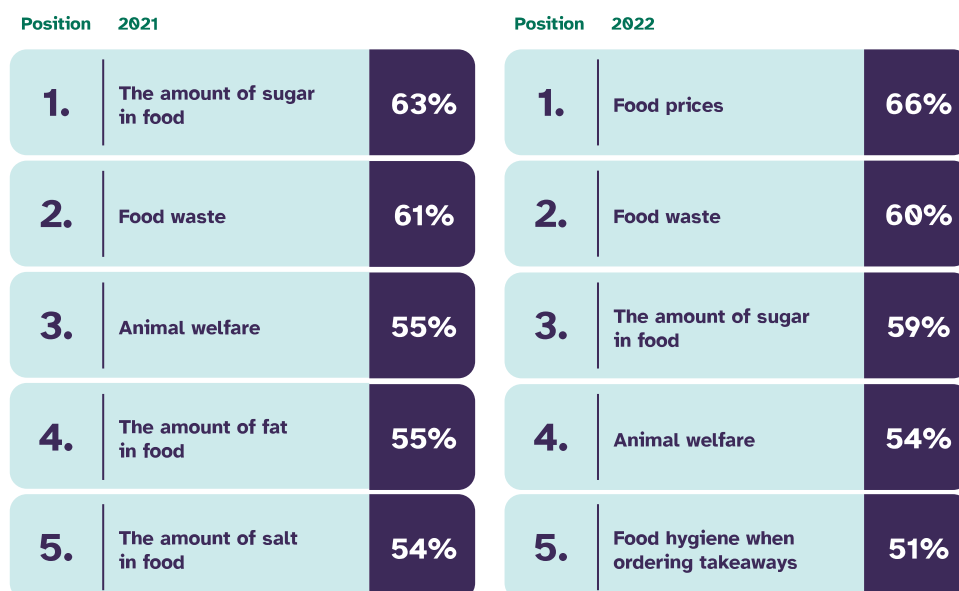 Position 2021
1. The amount of sugar
in food 63%
2. Food waste 61%
3. Animal welfare 55%
4. The amount of fat
in food 55%
5. The amount of salt
in food 54%
Position 2022
1. Food prices 66%
2. Food waste 60%
3. The amount of sugar
in food 59%
4. Animal welfare 54%
5. Food hygiene when
ordering takeaways 51%